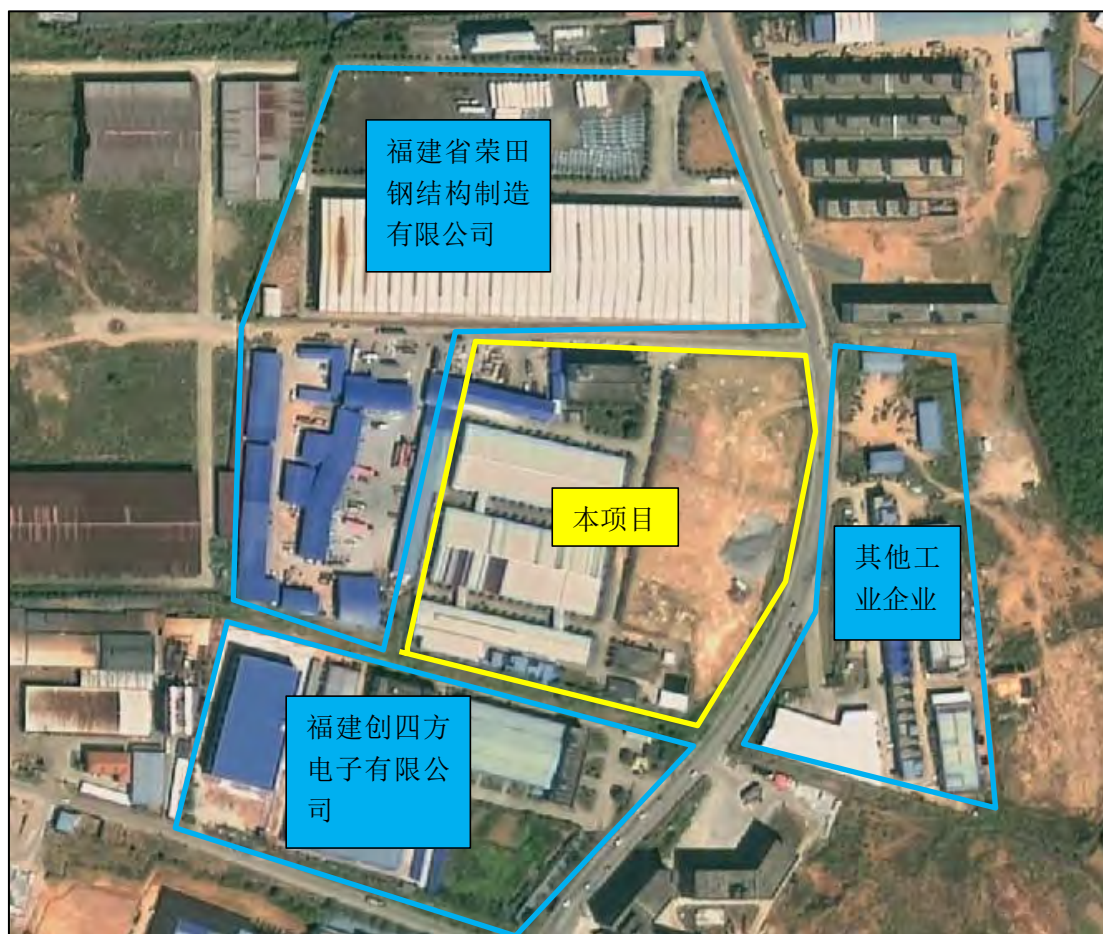 福建省荣田
钢结构制造
有限公司
本项目
其他工
业企业
福建创四方
电子有限公
司